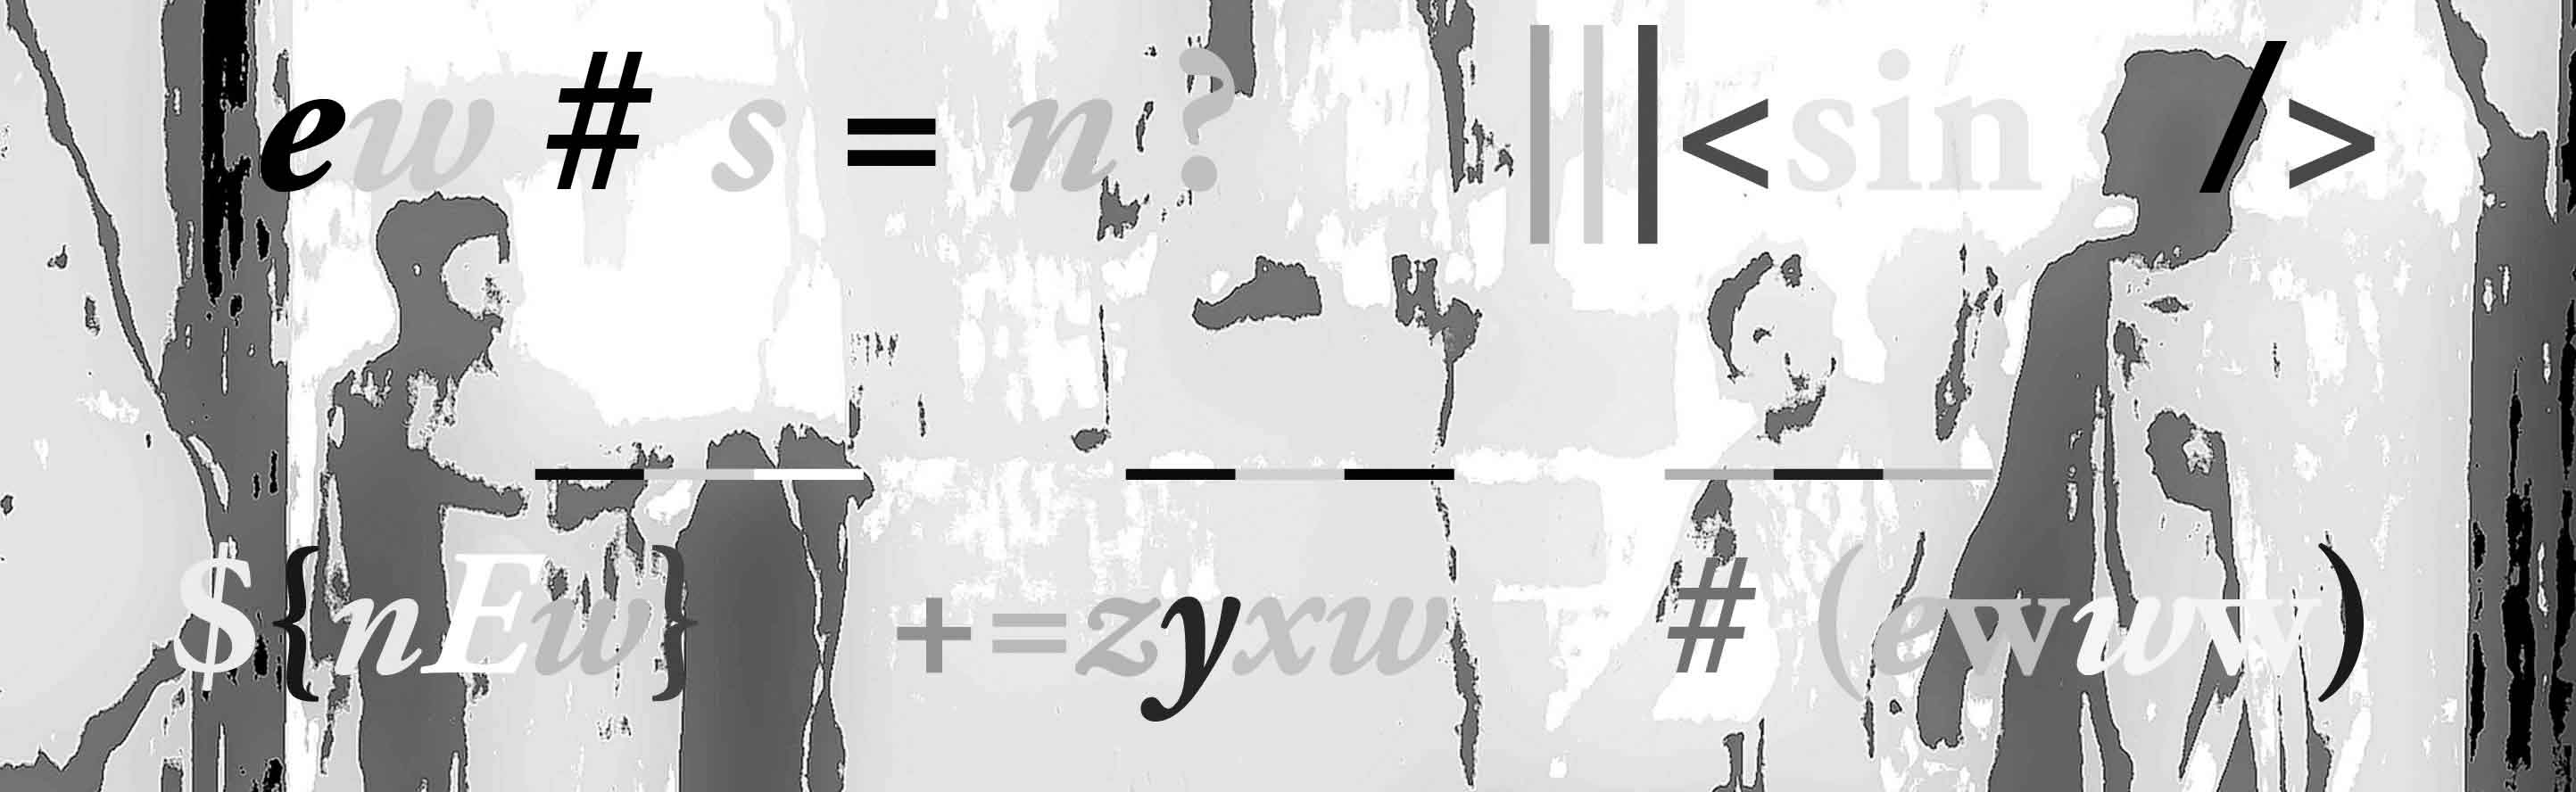 ew # s = n ? |||<sin />
___ ___ ___
${nEw} +=zyxw # (ewww)